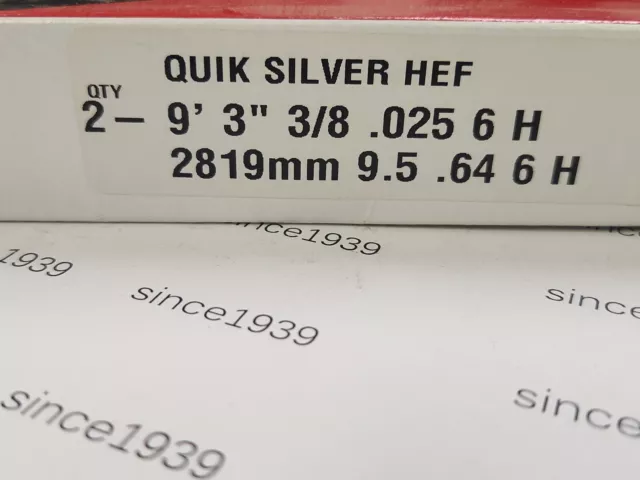 QUIK SILVER HEF
QTY
2- 9' 3" 3/8 .025 6 H
2819mm 9.5 .64 6 H
since1939
since1939
since1939
since
since
since1939